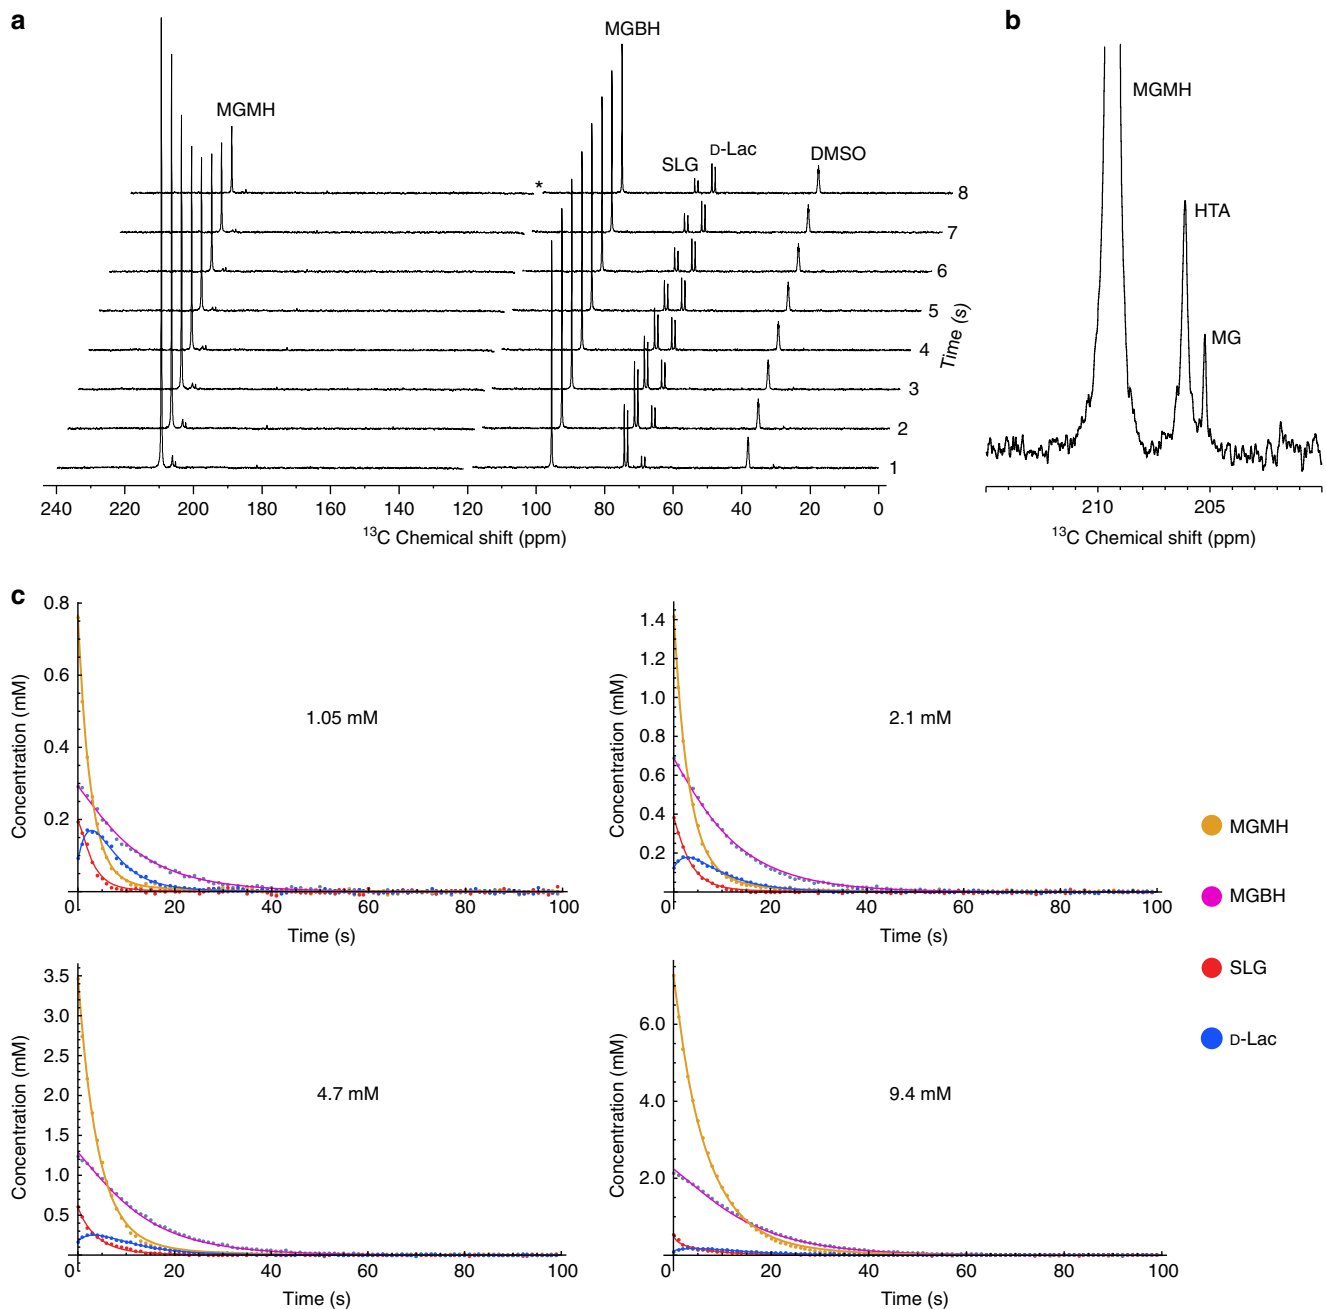 a
MGMH
MGBH
SLG
D-Lac
DMSO
*
8
7
6
5
4
3
2
1
Time (s)
240 220 200 180 160 140 120 100 80 60 40 20 0
13C Chemical shift (ppm)
b
MGMH
HTA
MG
210 205
13C Chemical shift (ppm)
c
0.8
0.6
0.4
0.2
Concentration (mM)
1.05 mM
0 20 40 60 80 100
Time (s)
1.4
1.2
1.0
0.8
0.6
0.4
0.2
Concentration (mM)
2.1 mM
0 20 40 60 80 100
Time (s)
3.5
3.0
2.5
2.0
1.5
1.0
0.5
Concentration (mM)
4.7 mM
0 20 40 60 80 100
Time (s)
6.0
4.0
2.0
Concentration (mM)
9.4 mM
0 20 40 60 80 100
Time (s)
MGMH
MGBH
SLG
D-Lac